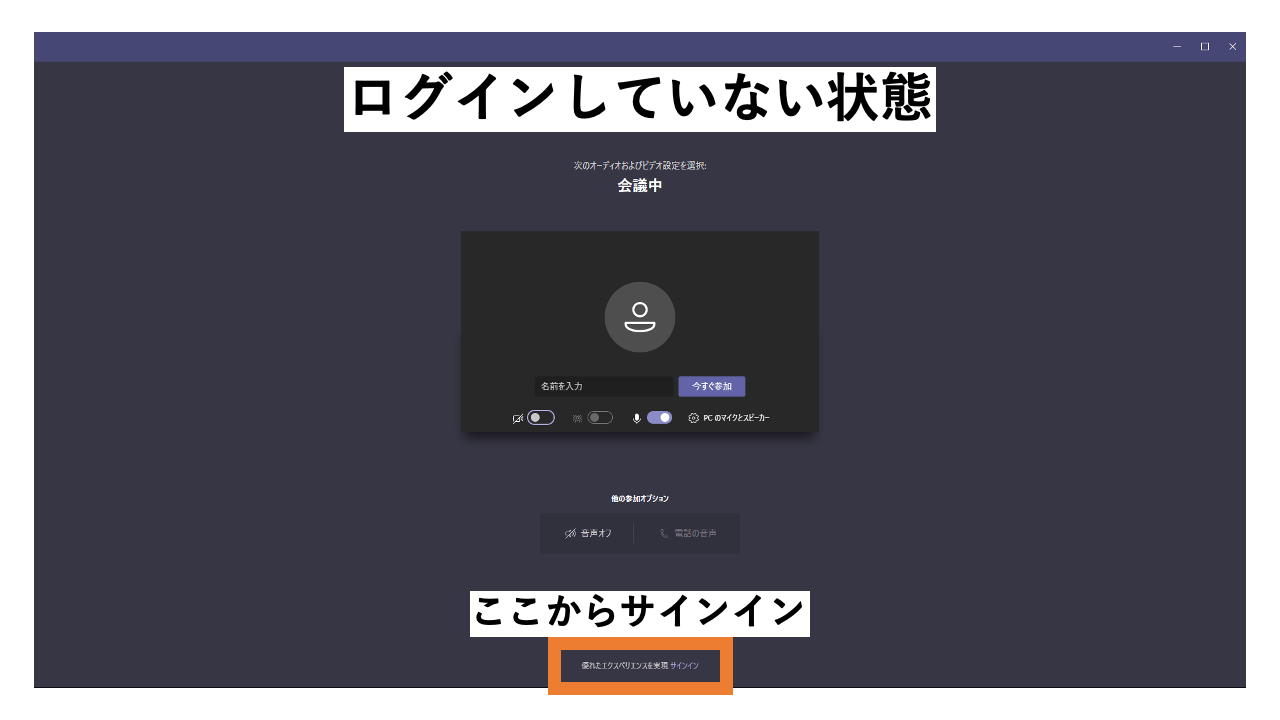 ログインしていない状態
次のオーディオおよびビデオ設定を選択:
会議中
名前を入力
今すぐ参加
PC のマイクとスピーカー
他の参加オプション
音声オフ
電話の音声
ここからサインイン
優れたエクスペリエンスを実現 サインイン